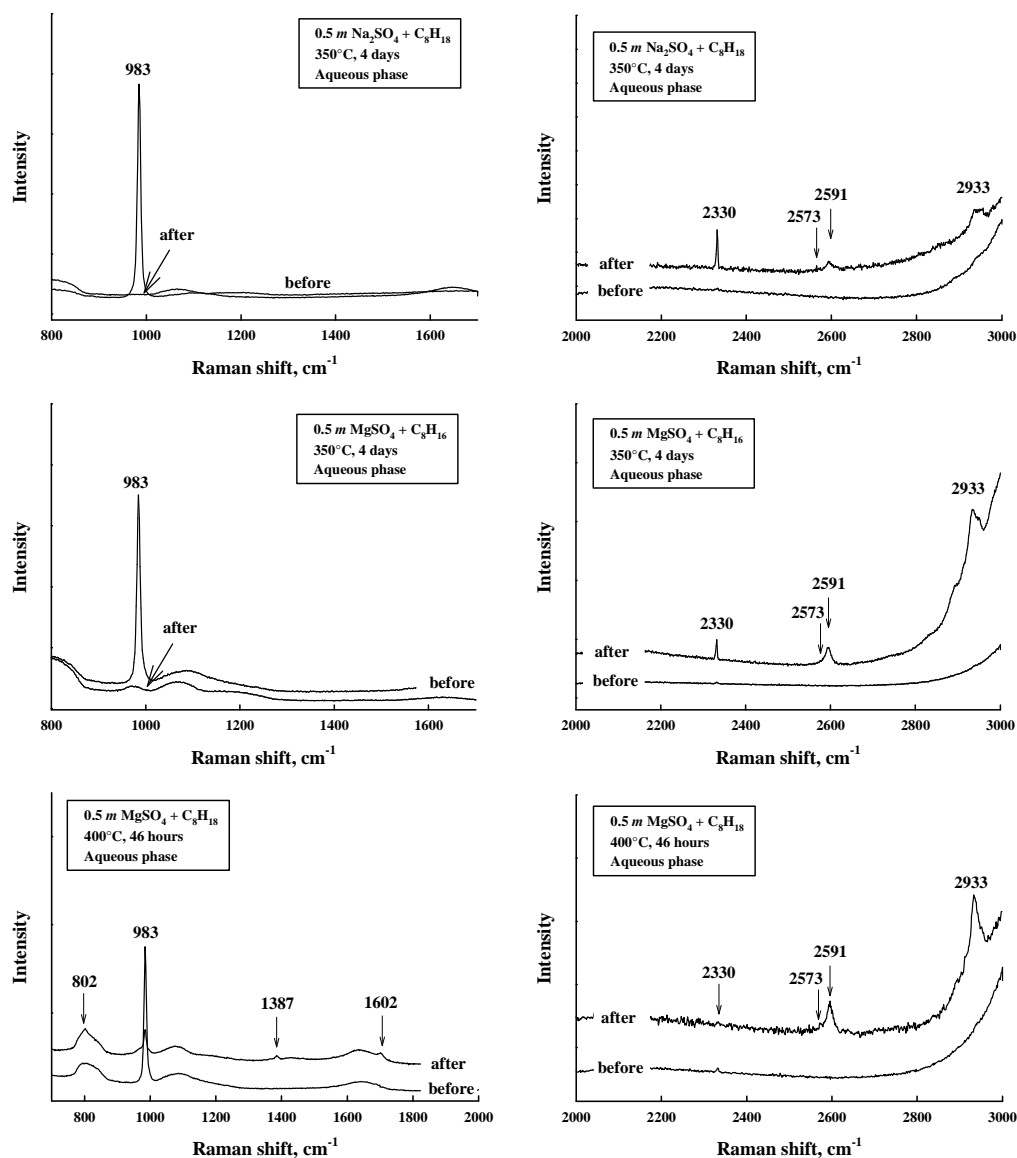 0.5 m Na₂SO₄ + C₈H₁₈
350°C, 4 days
Aqueous phase
983
after
before
Intensity
800 1000 1200 1400 1600
Raman shift, cm⁻¹
0.5 m Na₂SO₄ + C₈H₁₈
350°C, 4 days
Aqueous phase
2933
2591
2330
2573
after
before
Intensity
2000 2200 2400 2600 2800 3000
Raman shift, cm⁻¹
0.5 m MgSO₄ + C₈H₁₆
350°C, 4 days
Aqueous phase
983
after
before
Intensity
800 1000 1200 1400 1600
Raman shift, cm⁻¹
0.5 m MgSO₄ + C₈H₁₆
350°C, 4 days
Aqueous phase
2933
2591
2573
2330
after
before
Intensity
2000 2200 2400 2600 2800 3000
Raman shift, cm⁻¹
0.5 m MgSO₄ + C₈H₁₈
400°C, 46 hours
Aqueous phase
983
802
1387 1602
after
before
Intensity
800 1000 1200 1400 1600 1800 2000
Raman shift, cm⁻¹
0.5 m MgSO₄ + C₈H₁₈
400°C, 46 hours
Aqueous phase
2933
2591
2573
2330
after
before
Intensity
2000 2200 2400 2600 2800 3000
Raman shift, cm⁻¹